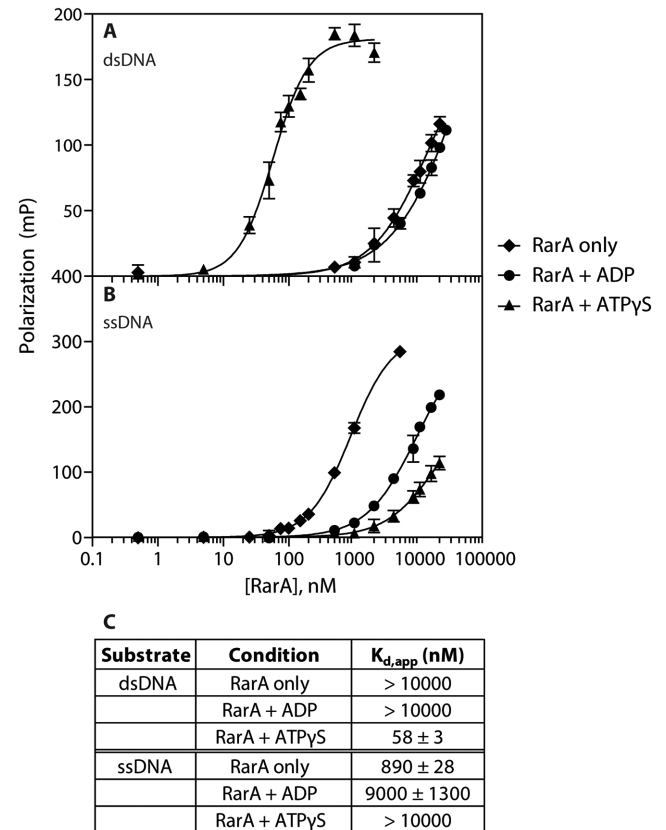 A
dsDNA
200
150
100
50
400
Polarization (mP)
RarA only
RarA + ADP
RarA + ATPγS
B
ssDNA
300
200
100
0
0.1 1 10 100 1000 10000 100000
[RarA], nM
C
Substrate Condition Kd,app (nM)
dsDNA RarA only > 10000
RarA + ADP > 10000
RarA + ATPγS 58 ± 3
ssDNA RarA only 890 ± 28
RarA + ADP 9000 ± 1300
RarA + ATPγS > 10000